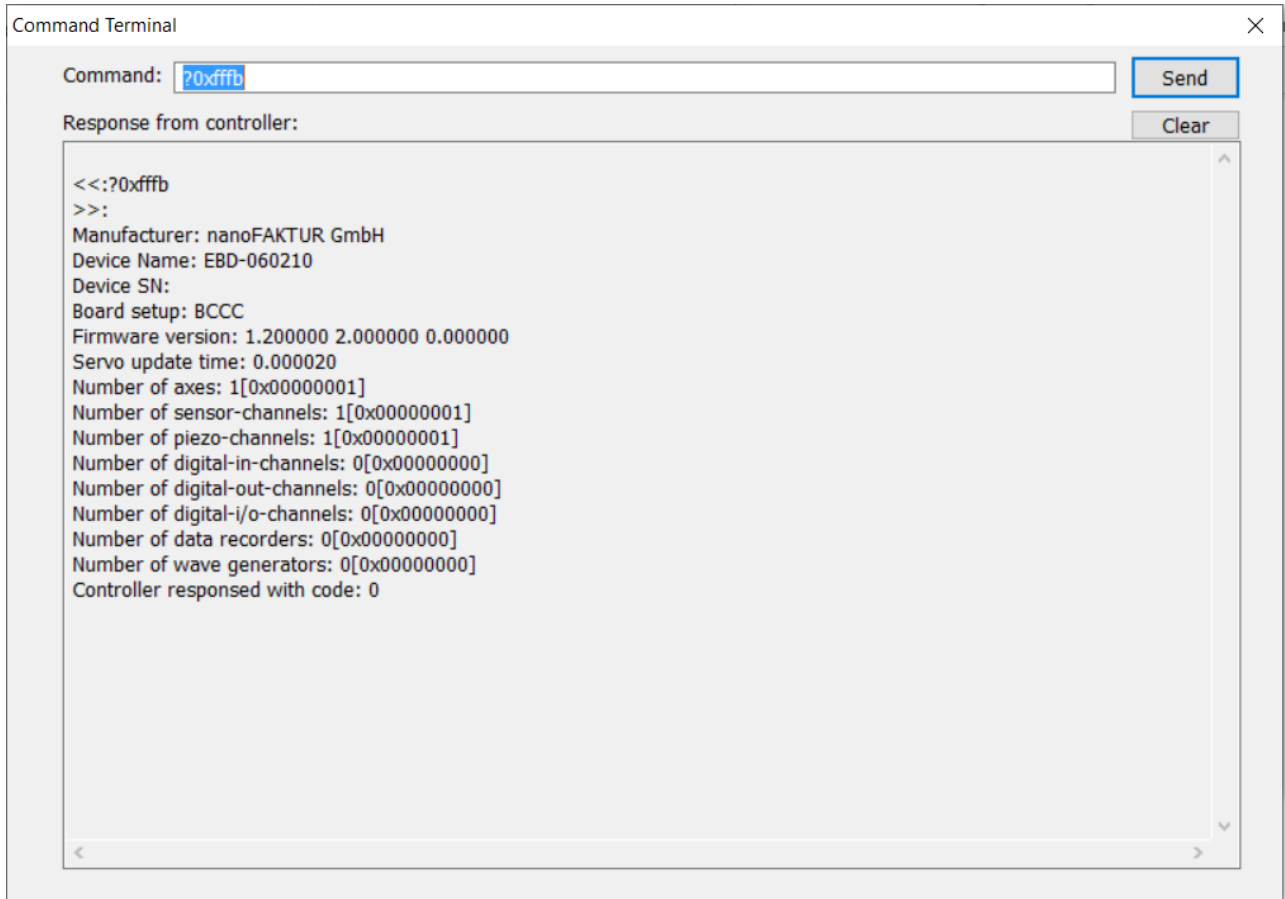 Command Terminal
Command: ?0xfffb Send
Response from controller: Clear
<<:?0xfffb
>>:
Manufacturer: nanoFAKTUR GmbH
Device Name: EBD-060210
Device SN:
Board setup: BCCC
Firmware version: 1.200000 2.000000 0.000000
Servo update time: 0.000020
Number of axes: 1[0x00000001]
Number of sensor-channels: 1[0x00000001]
Number of piezo-channels: 1[0x00000001]
Number of digital-in-channels: 0[0x00000000]
Number of digital-out-channels: 0[0x00000000]
Number of digital-i/o-channels: 0[0x00000000]
Number of data recorders: 0[0x00000000]
Number of wave generators: 0[0x00000000]
Controller responsed with code: 0